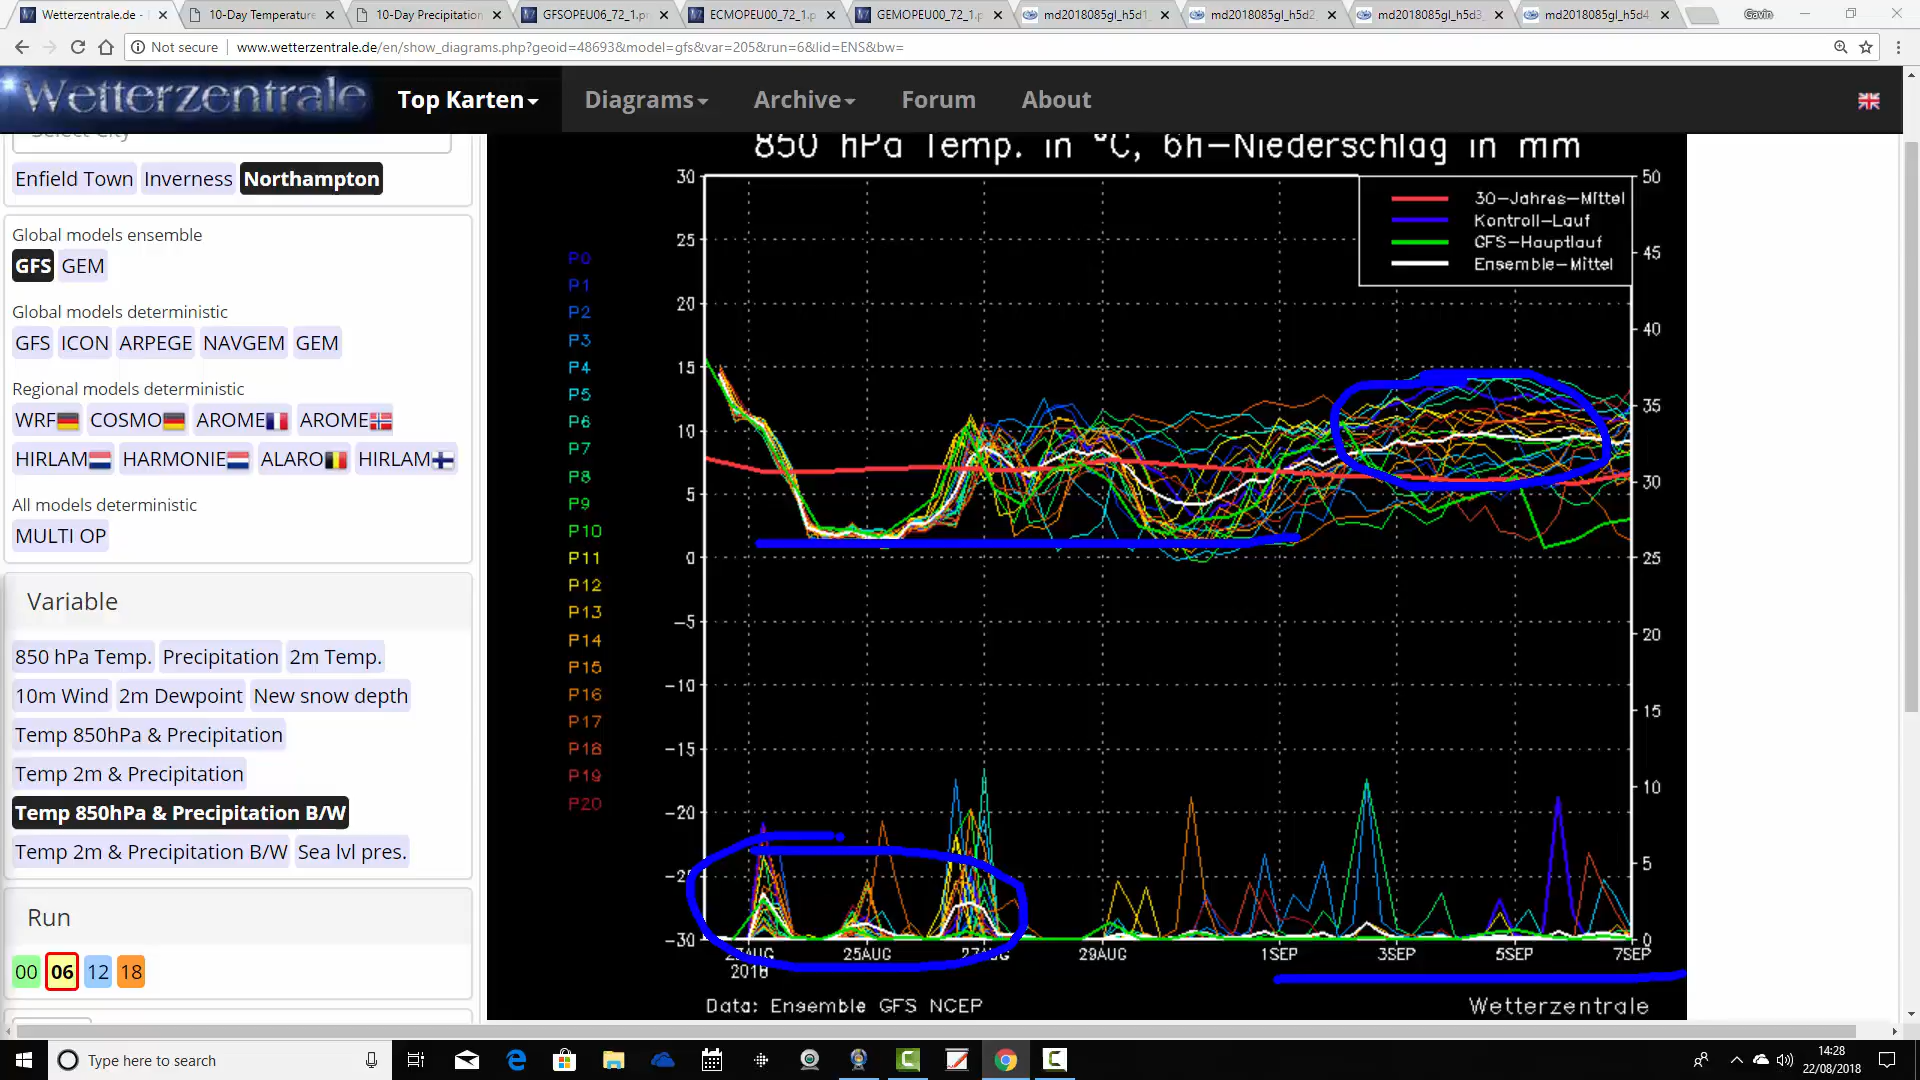 Wetterzentrale.de -
10-Day Temperature
10-Day Precipitation
GFSOPEU06_72_1.p
ECMOPEU00_72_1.p
GEMOPEU00_72_1.p
md2018085gl_h5d1
md2018085gl_h5d2
md2018085gl_h5d3
md2018085gl_h5d4
Gavin
Not secure
www.wetterzentrale.de/en/show_diagrams.php?geoid=48693&model=gfs&var=205&run=6&lid=ENS&bw=
Wetterzentrale
Top Karten
Diagrams
Archive
Forum
About
Select City
Enfield Town Inverness Northampton
Global models ensemble
GFS GEM
Global models deterministic
GFS ICON ARPEGE NAVGEM GEM
Regional models deterministic
WRF COSMO AROME AROME
HIRLAM HARMONIE ALARO HIRLAM
All models deterministic
MULTI OP
Variable
850 hPa Temp. Precipitation 2m Temp.
10m Wind 2m Dewpoint New snow depth
Temp 850hPa & Precipitation
Temp 2m & Precipitation
Temp 850hPa & Precipitation B/W
Temp 2m & Precipitation B/W Sea lvl pres.
Run
00 06 12 18
850 hPa Temp. in °C, 6h-Niederschlag in mm
30-Jahres-Mittel
Kontroll-Lauf
GFS-Hauptlauf
Ensemble-Mittel
P0
P1
P2
P3
P4
P5
P6
P7
P8
P9
P10
P11
P12
P13
P14
P15
P16
P17
P18
P19
P20
30
25
20
15
10
5
0
-5
-10
-15
-20
-25
-30
50
45
40
35
30
25
20
15
10
5
0
23AUG 25AUG 27AUG 29AUG 1SEP 3SEP 5SEP 7SEP
2018
Data: Ensemble GFS NCEP
Wetterzentrale
Type here to search
14:28
22/08/2018